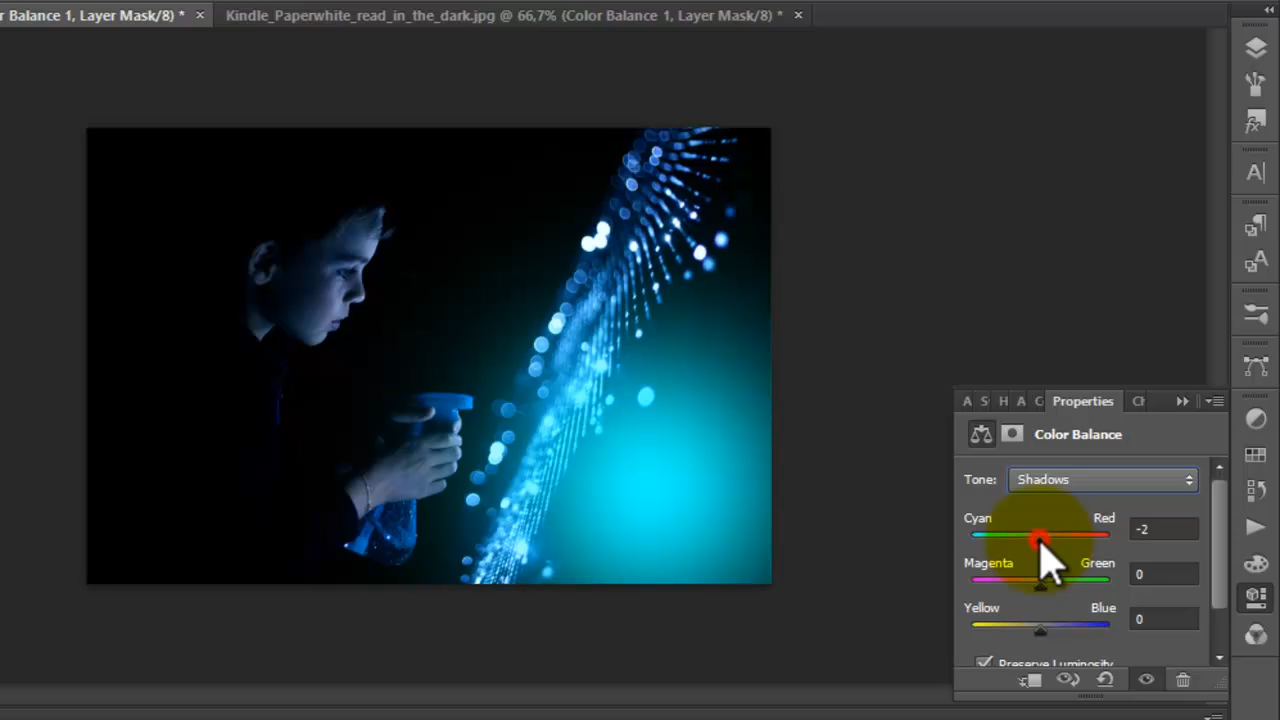 r Balance 1, Layer Mask/8) * × Kindle_Paperwhite_read_in_the_dark.jpg @ 66,7% (Color Balance 1, Layer Mask/8) * ×
A S H A C Properties Ch
Color Balance
Tone: Shadows
Cyan Red -2
Magenta Green 0
Yellow Blue 0
Preserve Luminosity